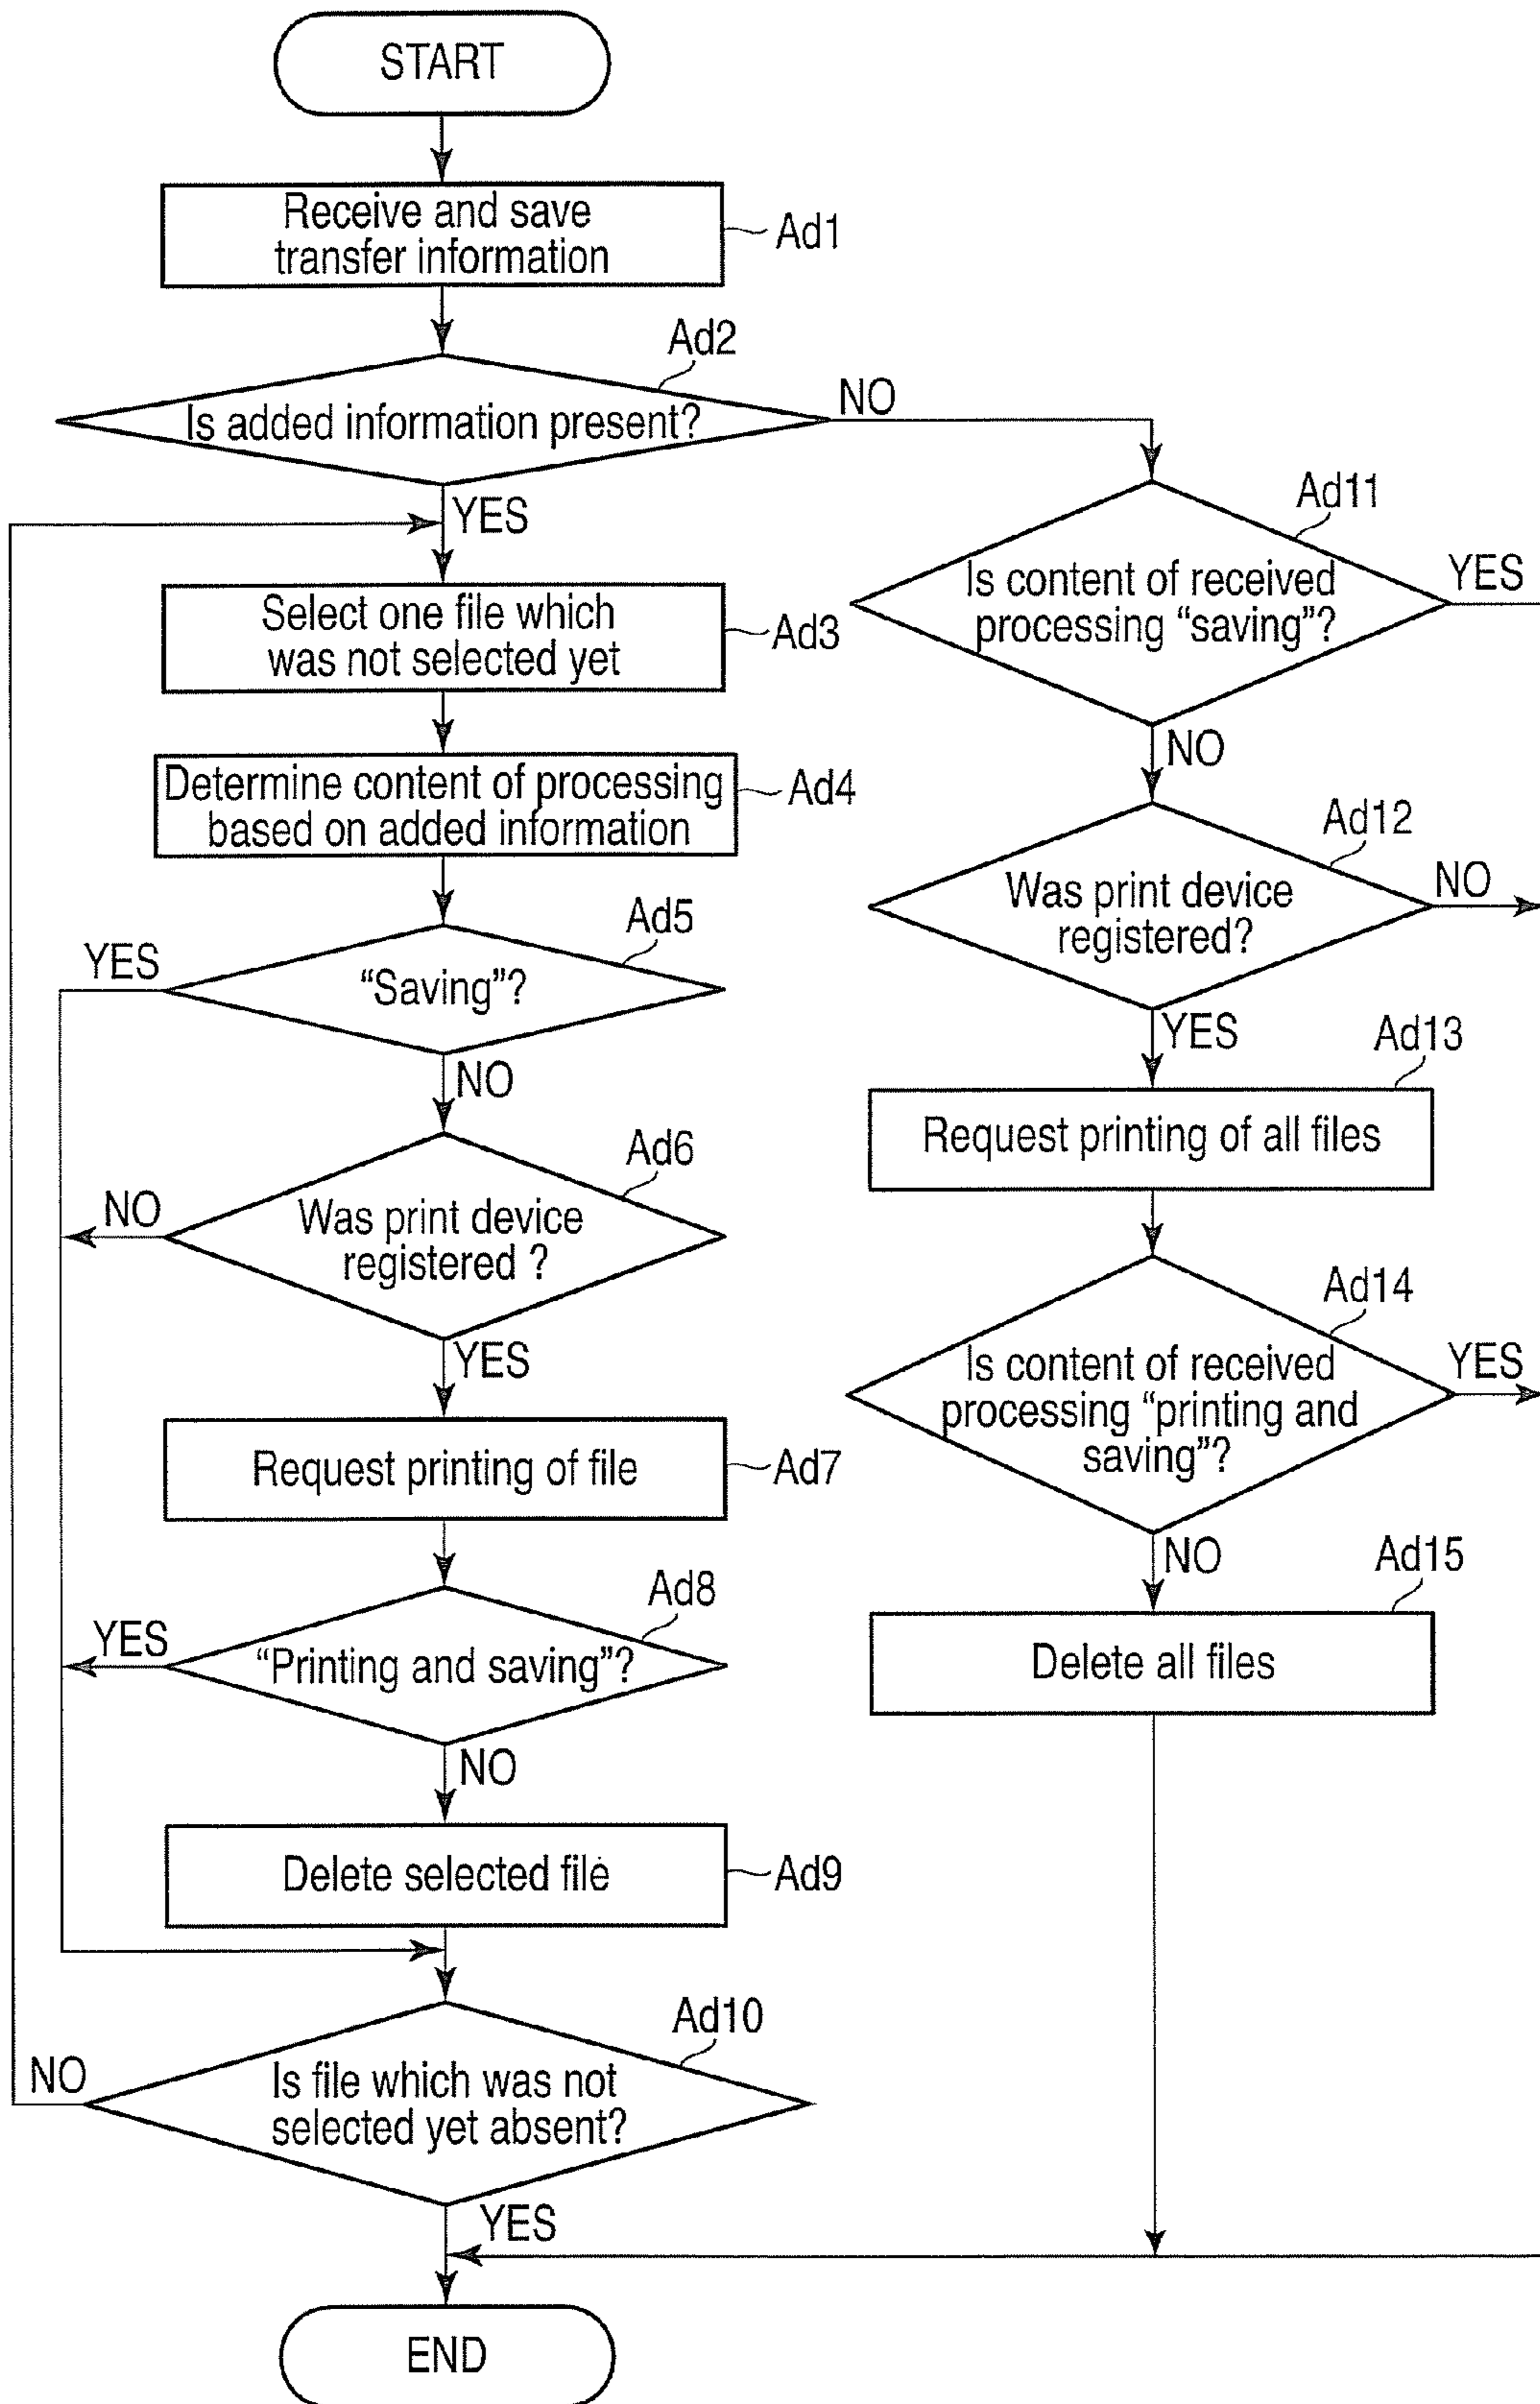 START
Receive and save
transfer information
Ad1
Ad2
Is added information present?
NO
YES
Select one file which
was not selected yet
Ad3
Determine content of processing
based on added information
Ad4
Ad5
YES
“Saving”?
NO
Ad6
NO
Was print device
registered ?
YES
Request printing of file
Ad7
Ad8
YES
“Printing and saving”?
NO
Delete selected file
Ad9
Ad10
NO
Is file which was not
selected yet absent?
YES
END
Ad11
Is content of received
processing “saving”?
YES
NO
Ad12
Was print device
registered?
NO
YES
Ad13
Request printing of all files
Ad14
Is content of received
processing “printing and
saving”?
YES
NO
Ad15
Delete all files